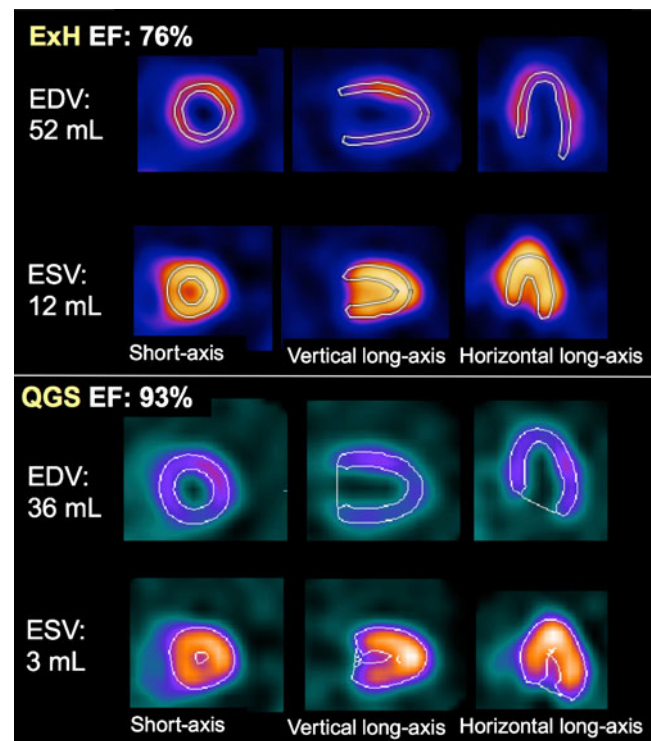 ExH EF: 76%
EDV:
52 mL
ESV:
12 mL
Short-axis Vertical long-axis Horizontal long-axis
QGS EF: 93%
EDV:
36 mL
ESV:
3 mL
Short-axis Vertical long-axis Horizontal long-axis